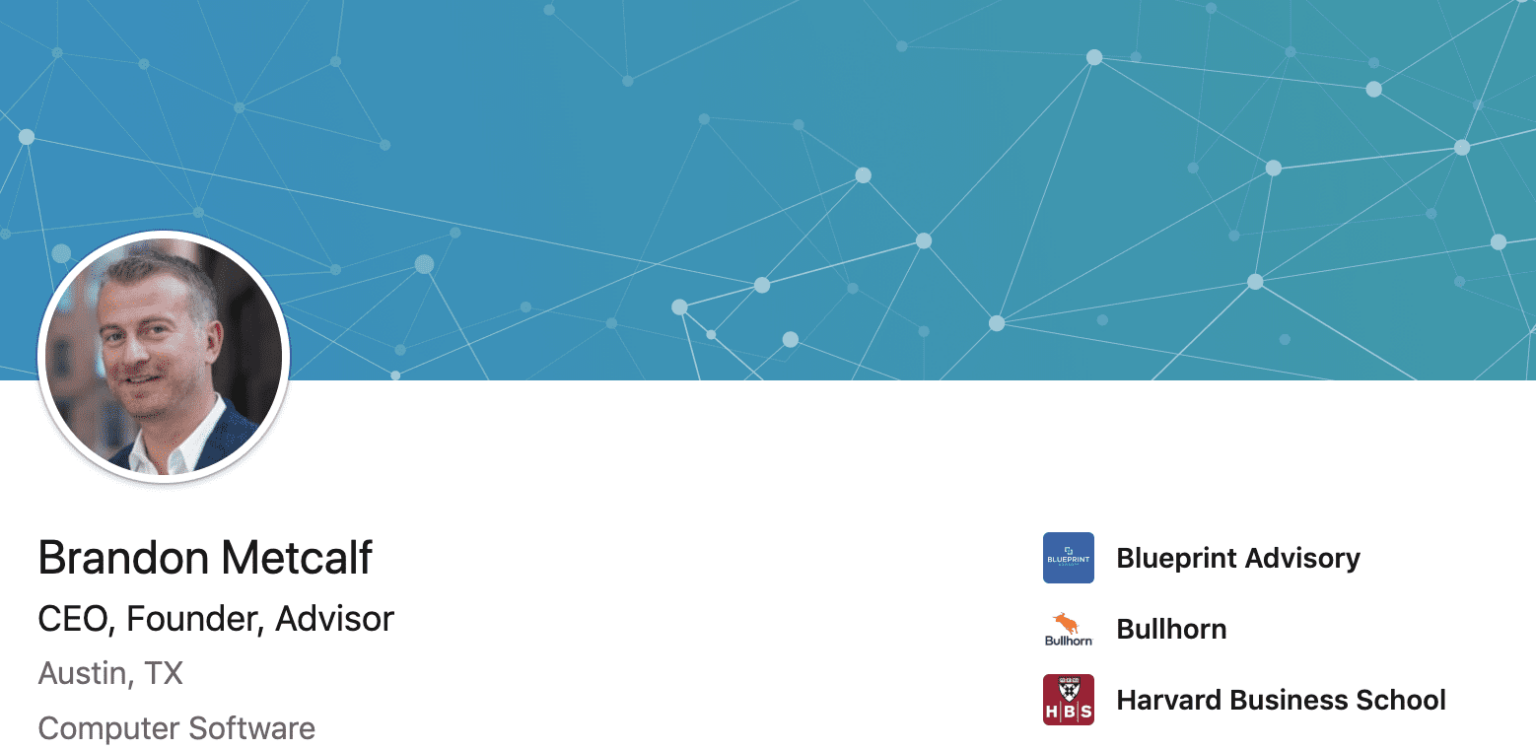 Brandon Metcalf
CEO, Founder, Advisor
Austin, TX
Computer Software
BLUEPRINT
Blueprint Advisory
Bullhorn
Bullhorn
HBS
Harvard Business School